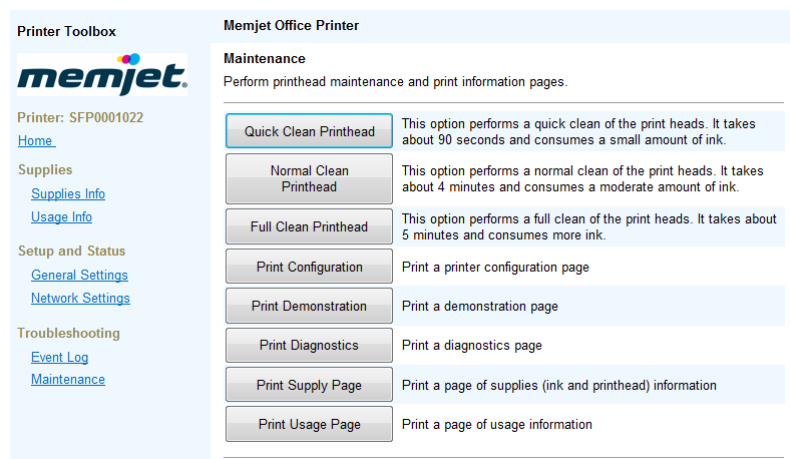 Printer Toolbox
memjet.
Printer: SFP0001022
Home
Supplies
Supplies Info
Usage Info
Setup and Status
General Settings
Network Settings
Troubleshooting
Event Log
Maintenance
Memjet Office Printer
Maintenance
Perform printhead maintenance and print information pages.
Quick Clean Printhead
This option performs a quick clean of the print heads. It takes
about 90 seconds and consumes a small amount of ink.
Normal Clean
Printhead
This option performs a normal clean of the print heads. It takes
about 4 minutes and consumes a moderate amount of ink.
Full Clean Printhead
This option performs a full clean of the print heads. It takes about
5 minutes and consumes more ink.
Print Configuration
Print a printer configuration page
Print Demonstration
Print a demonstration page
Print Diagnostics
Print a diagnostics page
Print Supply Page
Print a page of supplies (ink and printhead) information
Print Usage Page
Print a page of usage information